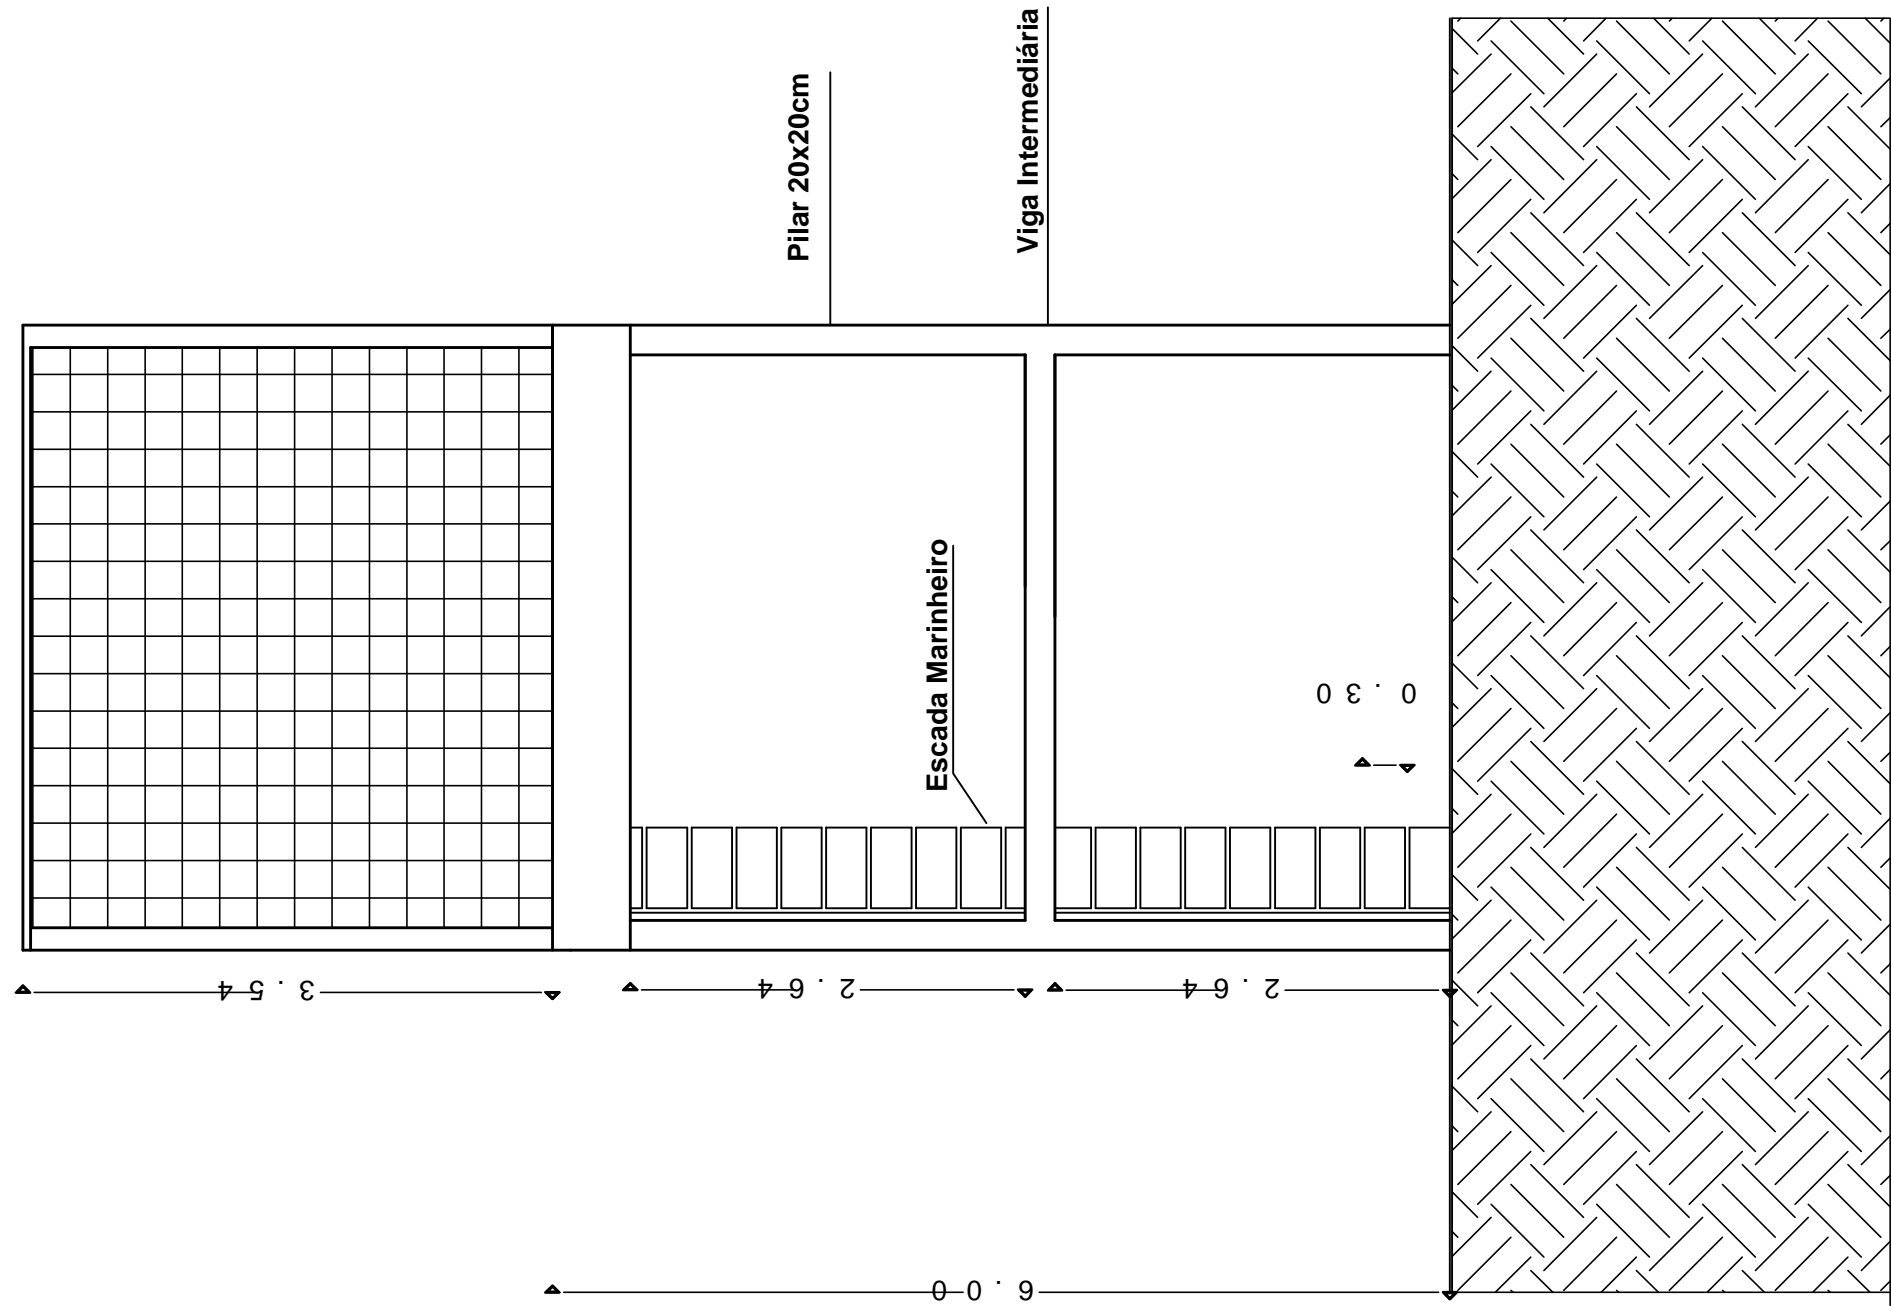 Pilar 20x20cm
Viga Intermediária
Escada Marinheiro
0.30
3.54
2.64
2.64
6.00